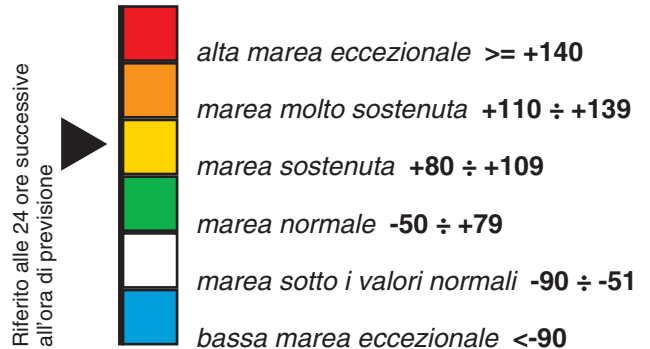 Riferito alle 24 ore successive
all'ora di previsione
alta marea eccezionale >= +140
marea molto sostenuta +110 ÷ +139
marea sostenuta +80 ÷ +109
marea normale -50 ÷ +79
marea sotto i valori normali -90 ÷ -51
bassa marea eccezionale <-90